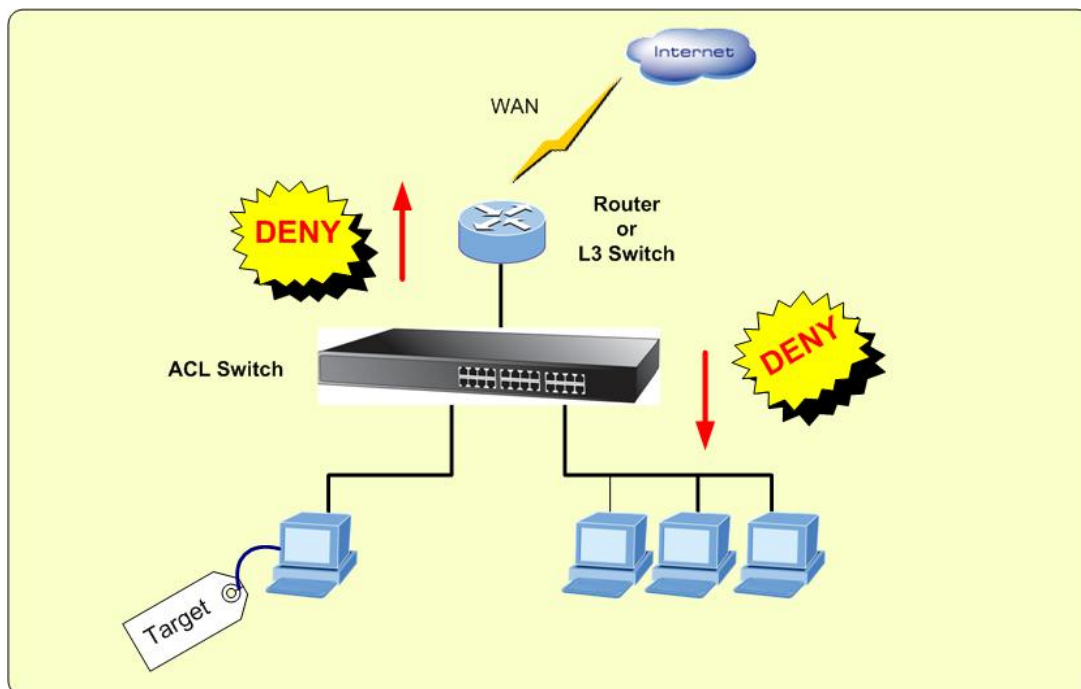 Internet
WAN
DENY
Router
or
L3 Switch
DENY
ACL Switch
Target